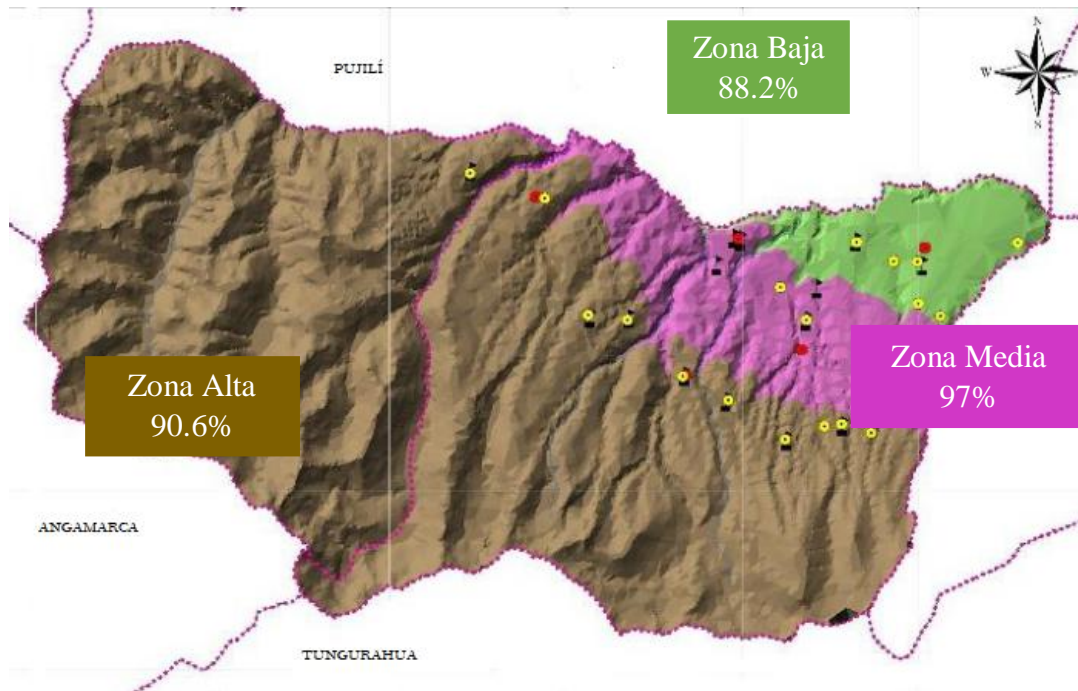 Zona Baja
88.2%
N
PUJILÍ
W
S
Zona Media
97%
Zona Alta
90.6%
ANGAMARCA
TUNGURAHUA